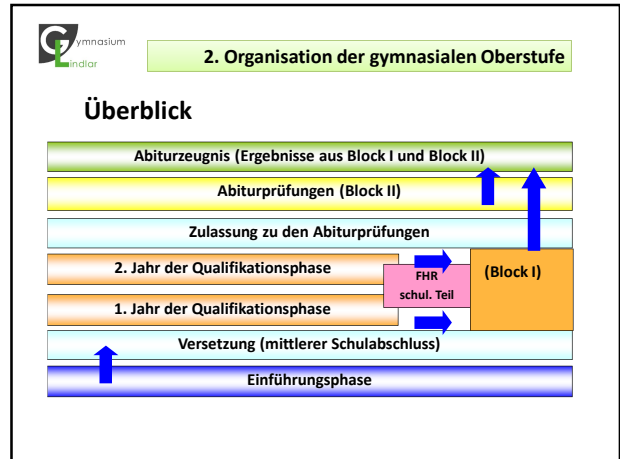 Gymnasium
Lindlar
2. Organisation der gymnasialen Oberstufe
Überblick
Abiturzeugnis (Ergebnisse aus Block I und Block II)
Abiturprüfungen (Block II)
Zulassung zu den Abiturprüfungen
2. Jahr der Qualifikationsphase
FHR
schul. Teil
(Block I)
1. Jahr der Qualifikationsphase
Versetzung (mittlerer Schulabschluss)
Einführungsphase